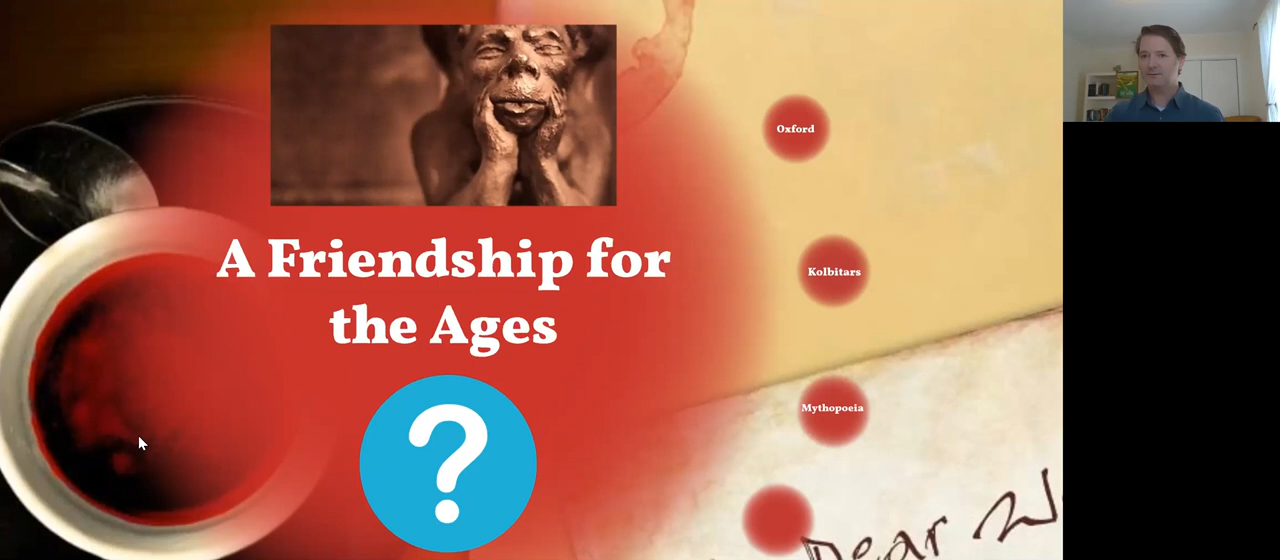 A Friendship for
the Ages
?
Oxford
Kolbitars
Mythopoeia
Dear W